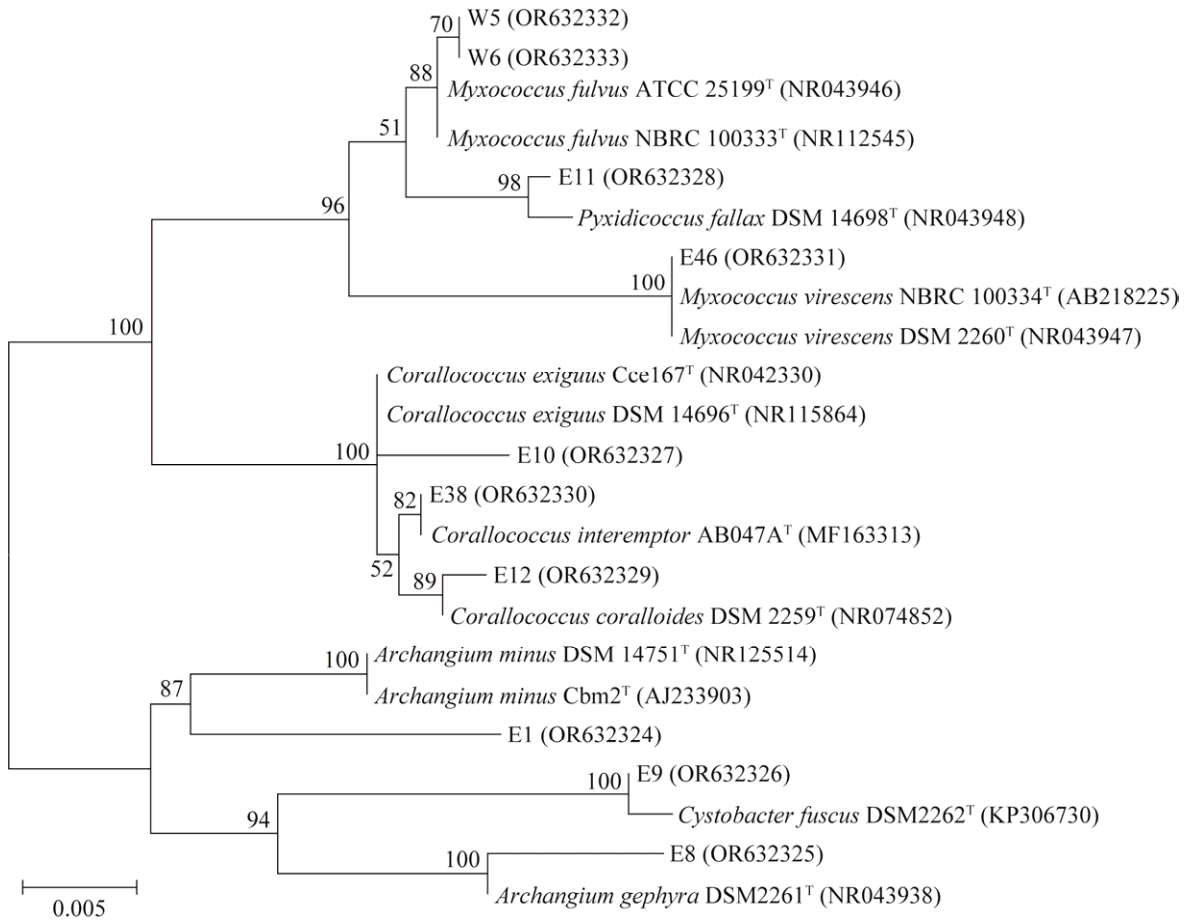 70
W5 (OR632332)
W6 (OR632333)
88
Myxococcus fulvus ATCC 25199ᵀ (NR043946)
51
Myxococcus fulvus NBRC 100333ᵀ (NR112545)
98
E11 (OR632328)
96
Pyxidicoccus fallax DSM 14698ᵀ (NR043948)
E46 (OR632331)
100
Myxococcus virescens NBRC 100334ᵀ (AB218225)
100
Myxococcus virescens DSM 2260ᵀ (NR043947)
Corallococcus exiguus Cce167ᵀ (NR042330)
Corallococcus exiguus DSM 14696ᵀ (NR115864)
100
E10 (OR632327)
82
E38 (OR632330)
Corallococcus interemptor AB047Aᵀ (MF163313)
52
89
E12 (OR632329)
Corallococcus coralloides DSM 2259ᵀ (NR074852)
100
Archangium minus DSM 14751ᵀ (NR125514)
87
Archangium minus Cbm2ᵀ (AJ233903)
E1 (OR632324)
100
E9 (OR632326)
94
Cystobacter fuscus DSM2262ᵀ (KP306730)
100
E8 (OR632325)
Archangium gephyra DSM2261ᵀ (NR043938)
0.005